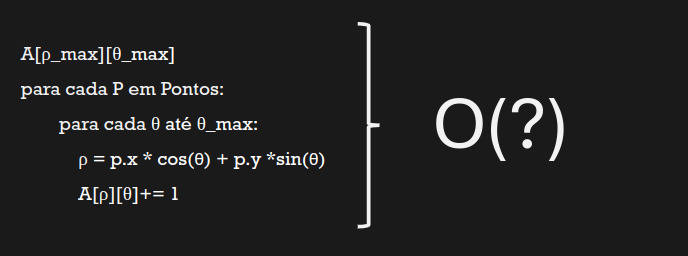 A[ρ_max][θ_max]
para cada P em Pontos:
para cada θ até θ_max:
ρ = p.x * cos(θ) + p.y *sin(θ)
A[ρ][θ]+= 1
O(?)